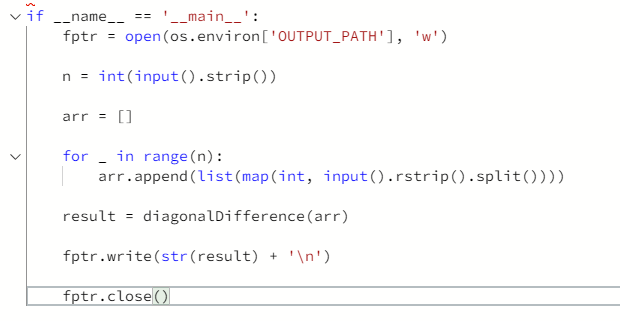 if __name__ == '__main__':
    fptr = open(os.environ['OUTPUT_PATH'], 'w')
    n = int(input().strip())
    arr = []
    for _ in range(n):
        arr.append(list(map(int, input().rstrip().split())))
    result = diagonalDifference(arr)
    fptr.write(str(result) + '\n')
    fptr.close()